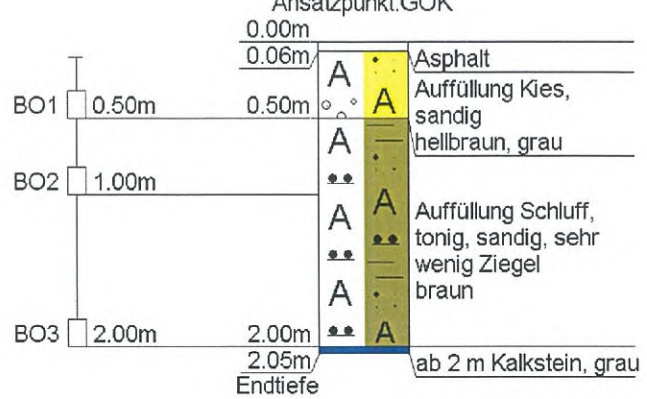 Ansatzpunkt:GOK
0.00m
0.06m
Asphalt
A
Auffüllung Kies,
BO1 0.50m
0.50m
A
sandig
hellbraun, grau
A
BO2 1.00m
A
A
Auffüllung Schluff,
tonig, sandig, sehr
wenig Ziegel
braun
A
BO3 2.00m
2.00m
A
2.05m
ab 2 m Kalkstein, grau
Endtiefe